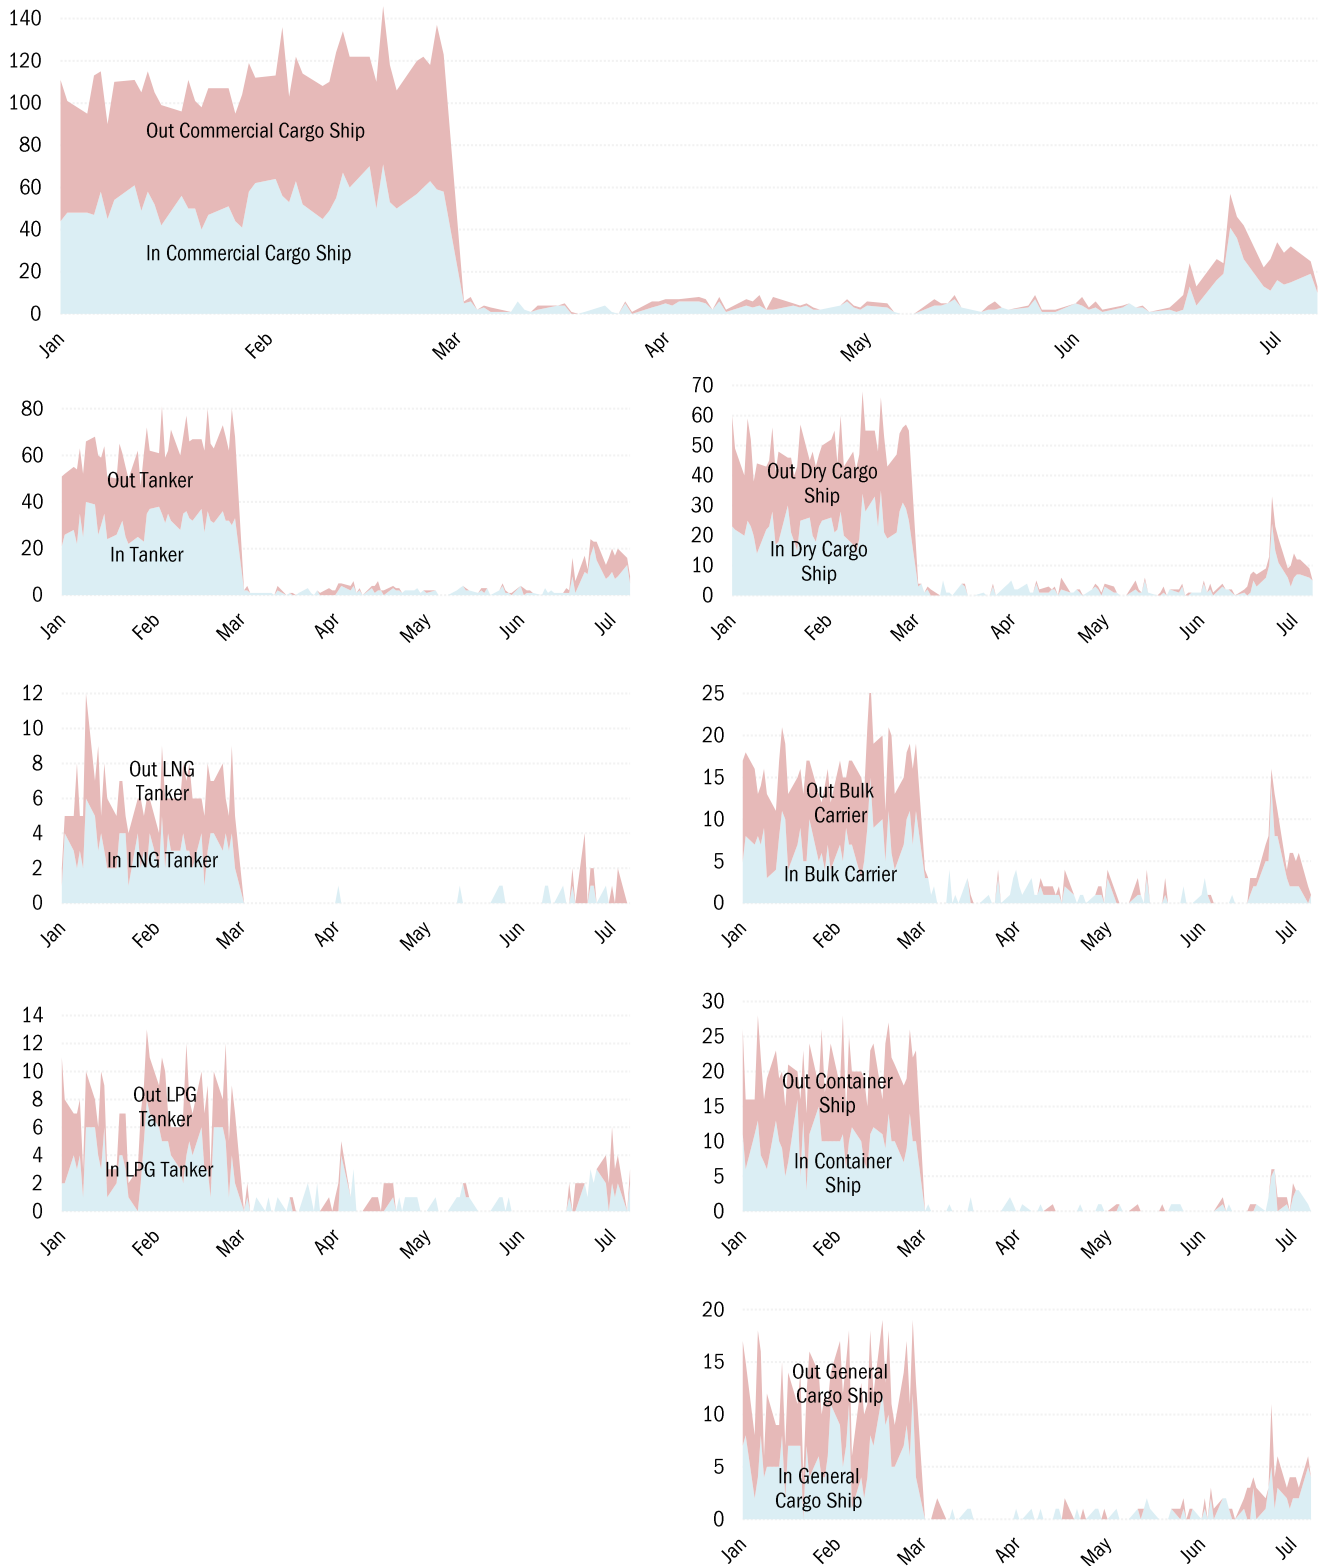 140
120
100
80
60
40
20
0
Out Commercial Cargo Ship
In Commercial Cargo Ship
Jan
Feb
Mar
Apr
May
Jun
Jul
80
60
40
20
0
Out Tanker
In Tanker
Jan
Feb
Mar
Apr
May
Jun
Jul
70
60
50
40
30
20
10
0
Out Dry Cargo
Ship
In Dry Cargo
Ship
Jan
Feb
Mar
Apr
May
Jun
Jul
12
10
8
6
4
2
0
Out LNG
Tanker
In LNG Tanker
Jan
Feb
Mar
Apr
May
Jun
Jul
25
20
15
10
5
0
Out Bulk
Carrier
In Bulk Carrier
Jan
Feb
Mar
Apr
May
Jun
Jul
14
12
10
8
6
4
2
0
Out LPG
Tanker
In LPG Tanker
Jan
Feb
Mar
Apr
May
Jun
Jul
30
25
20
15
10
5
0
Out Container
Ship
In Container
Ship
Jan
Feb
Mar
Apr
May
Jun
Jul
20
15
10
5
0
Out General
Cargo Ship
In General
Cargo Ship
Jan
Feb
Mar
Apr
May
Jun
Jul